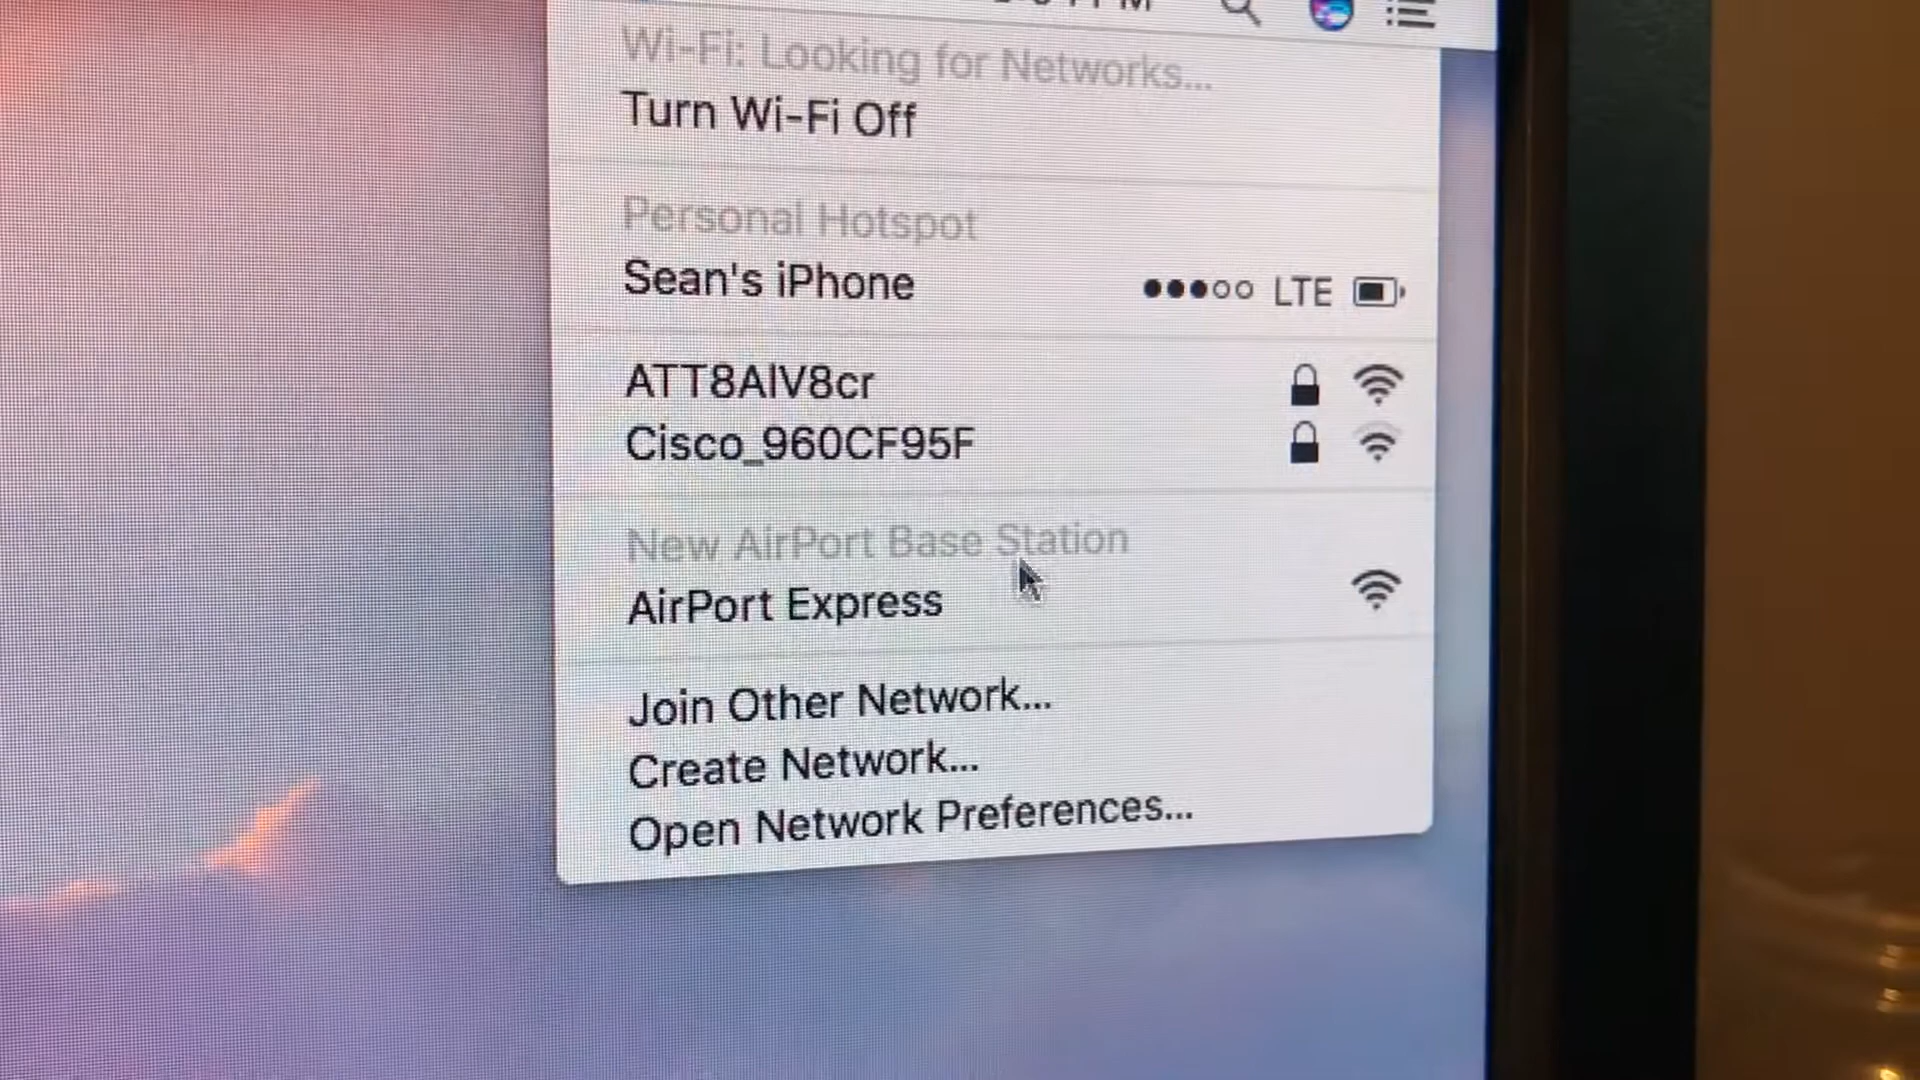 Wi-Fi: Looking for Networks...
Turn Wi-Fi Off
Personal Hotspot
Sean's iPhone LTE
ATT8AIV8cr
Cisco_960CF95F
New AirPort Base Station
AirPort Express
Join Other Network...
Create Network...
Open Network Preferences...